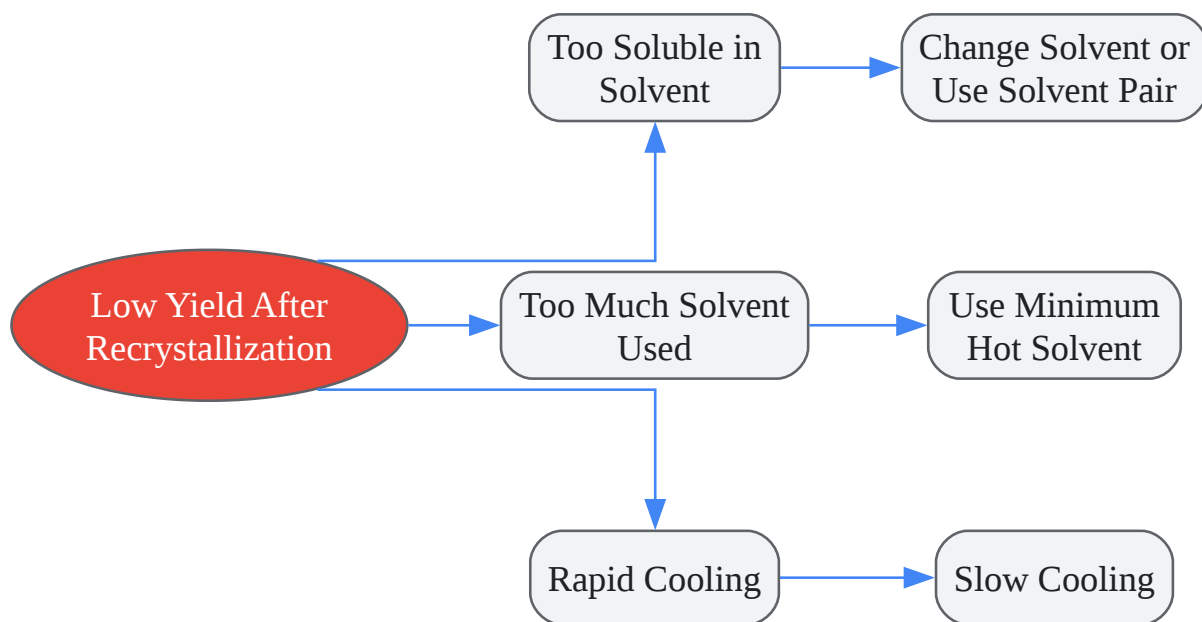 Too Soluble in
Solvent
Change Solvent or
Use Solvent Pair
Low Yield After
Recrystallization
Too Much Solvent
Used
Use Minimum
Hot Solvent
Rapid Cooling
Slow Cooling